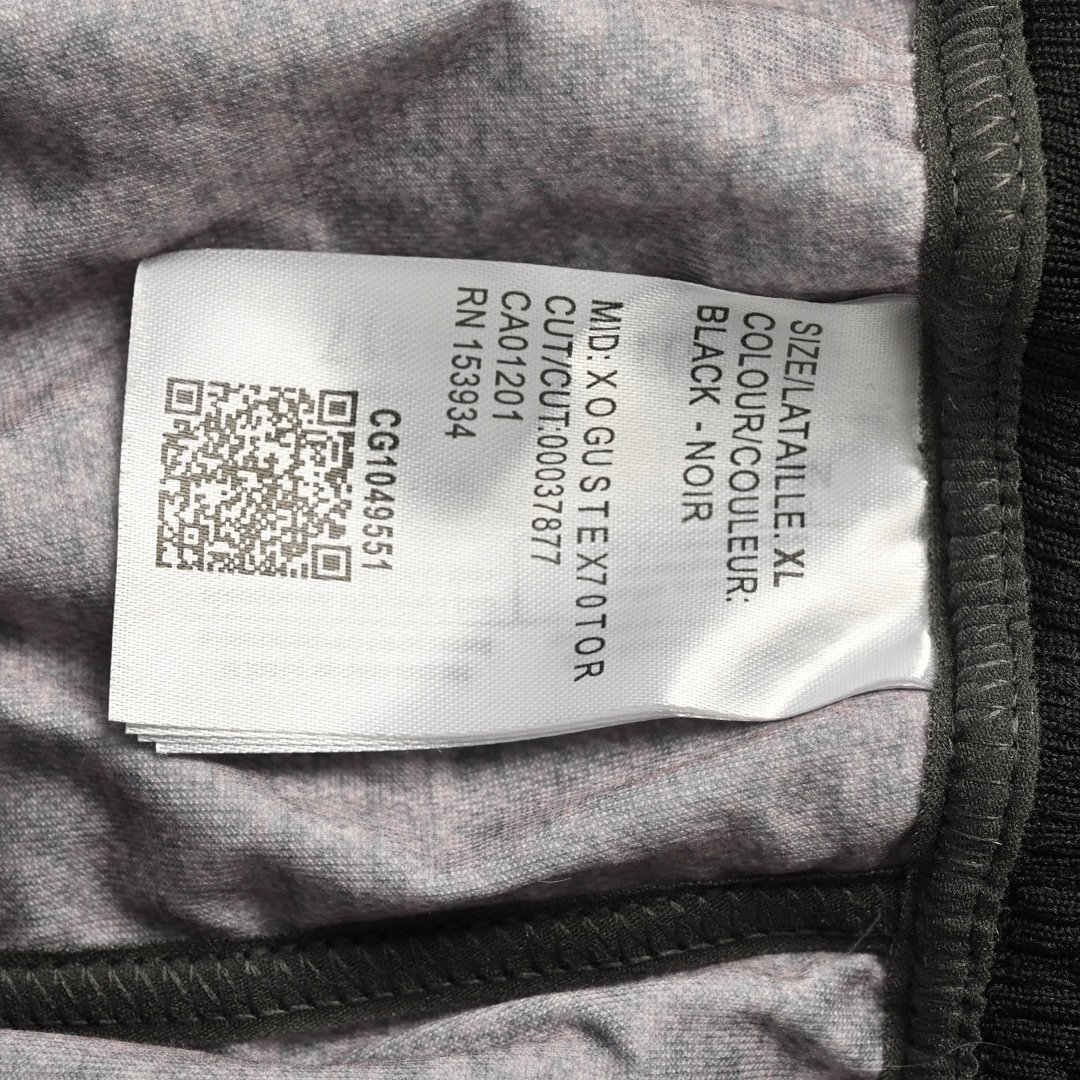 SIZE/LATAILLE: XL
COLOUR/COULEUR:
BLACK - NOIR
MID: XOGUSTEX70TOR
CUT/CUT:00037877
CA01201
RN 153934
CG1049551